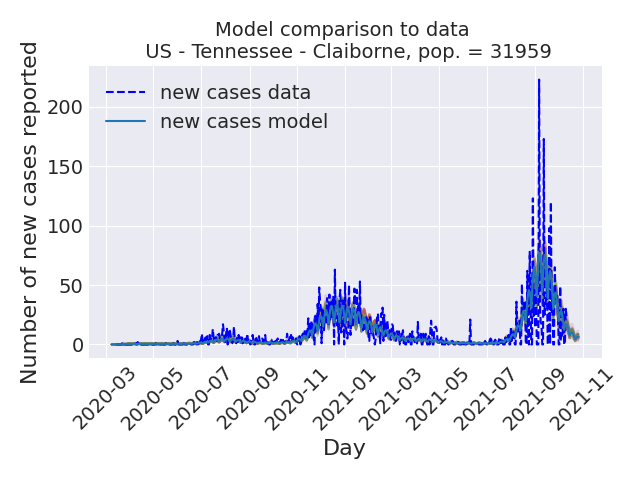 Model comparison to data
US - Tennessee - Claiborne, pop. = 31959
Number of new cases reported
200
150
100
50
0
new cases data
new cases model
2020-03
2020-05
2020-07
2020-09
2020-11
2021-01
2021-03
2021-05
2021-07
2021-09
2021-11
Day